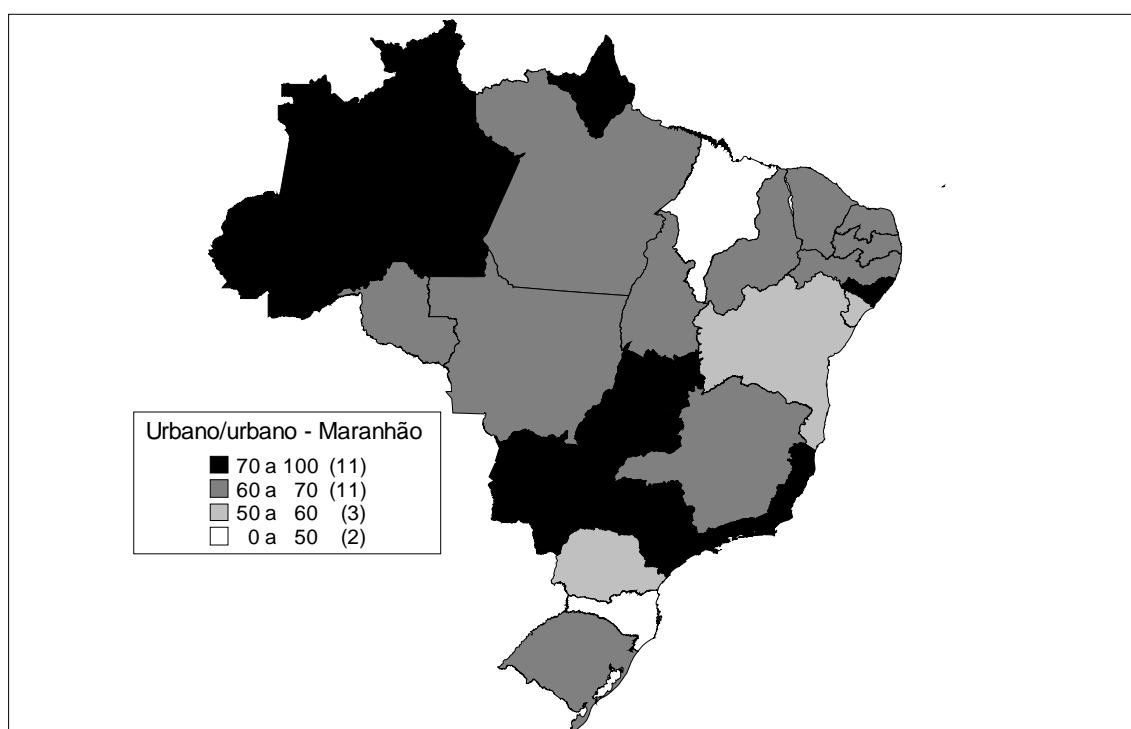 Urbano/urbano - Maranhão
70 a 100 (11)
60 a 70 (11)
50 a 60 (3)
0 a 50 (2)